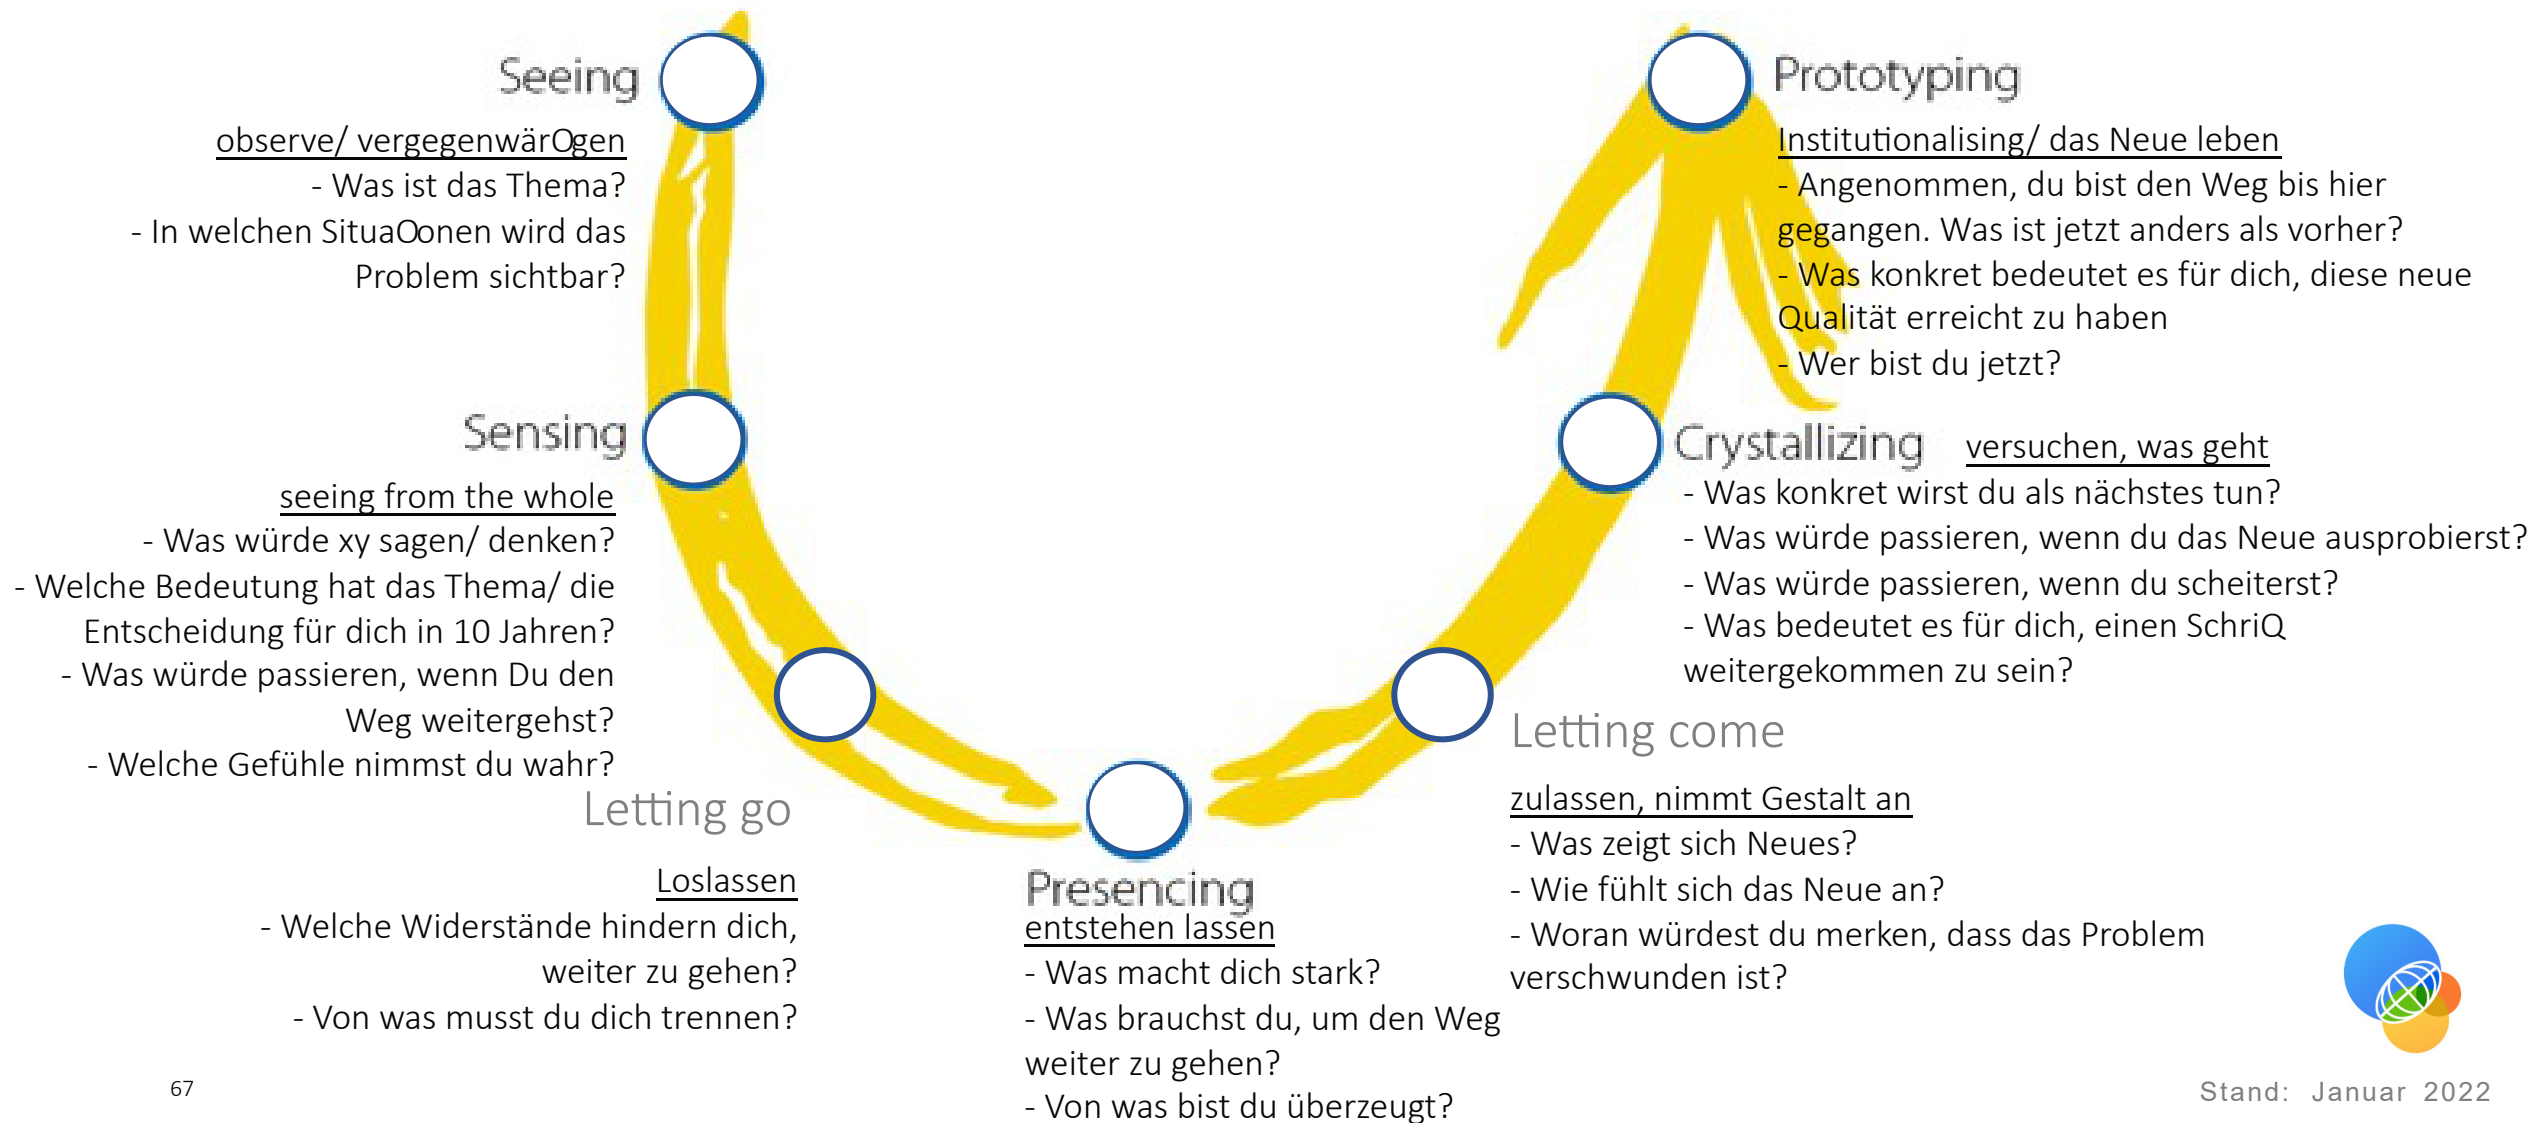 Seeing
observe/ vergegenwärOgen
- Was ist das Thema?
- In welchen SituaOonen wird das
Problem sichtbar?
Sensing
seeing from the whole
- Was würde xy sagen/ denken?
- Welche Bedeutung hat das Thema/ die
Entscheidung für dich in 10 Jahren?
- Was würde passieren, wenn Du den
Weg weitergehst?
- Welche Gefühle nimmst du wahr?
Letting go
Loslassen
- Welche Widerstände hindern dich,
weiter zu gehen?
- Von was musst du dich trennen?
Presencing
entstehen lassen
- Was macht dich stark?
- Was brauchst du, um den Weg
weiter zu gehen?
- Von was bist du überzeugt?
Letting come
zulassen, nimmt Gestalt an
- Was zeigt sich Neues?
- Wie fühlt sich das Neue an?
- Woran würdest du merken, dass das Problem
verschwunden ist?
Crystallizing versuchen, was geht
- Was konkret wirst du als nächstes tun?
- Was würde passieren, wenn du das Neue ausprobierst?
- Was würde passieren, wenn du scheiterst?
- Was bedeutet es für dich, einen SchriQ
weitergekommen zu sein?
Prototyping
Institutionalising/ das Neue leben
- Angenommen, du bist den Weg bis hier
gegangen. Was ist jetzt anders als vorher?
- Was konkret bedeutet es für dich, diese neue
Qualität erreicht zu haben
- Wer bist du jetzt?
67
Stand: Januar 2022